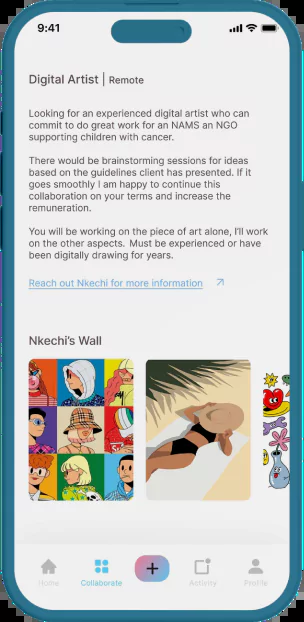 9:41
Digital Artist | Remote
Looking for an experienced digital artist who can
commit to do great work for an NAMS an NGO
supporting children with cancer.
There would be brainstorming sessions for ideas
based on the guidelines client has presented. If it
goes smoothly I am happy to continue this
collaboration on your terms and increase the
remuneration.
You will be working on the piece of art alone, I'll work
on the other aspects. Must be experienced or have
been digitally drawing for years.
Reach out Nkechi for more information
Nkechi's Wall
Home Collaborate Activity Profile